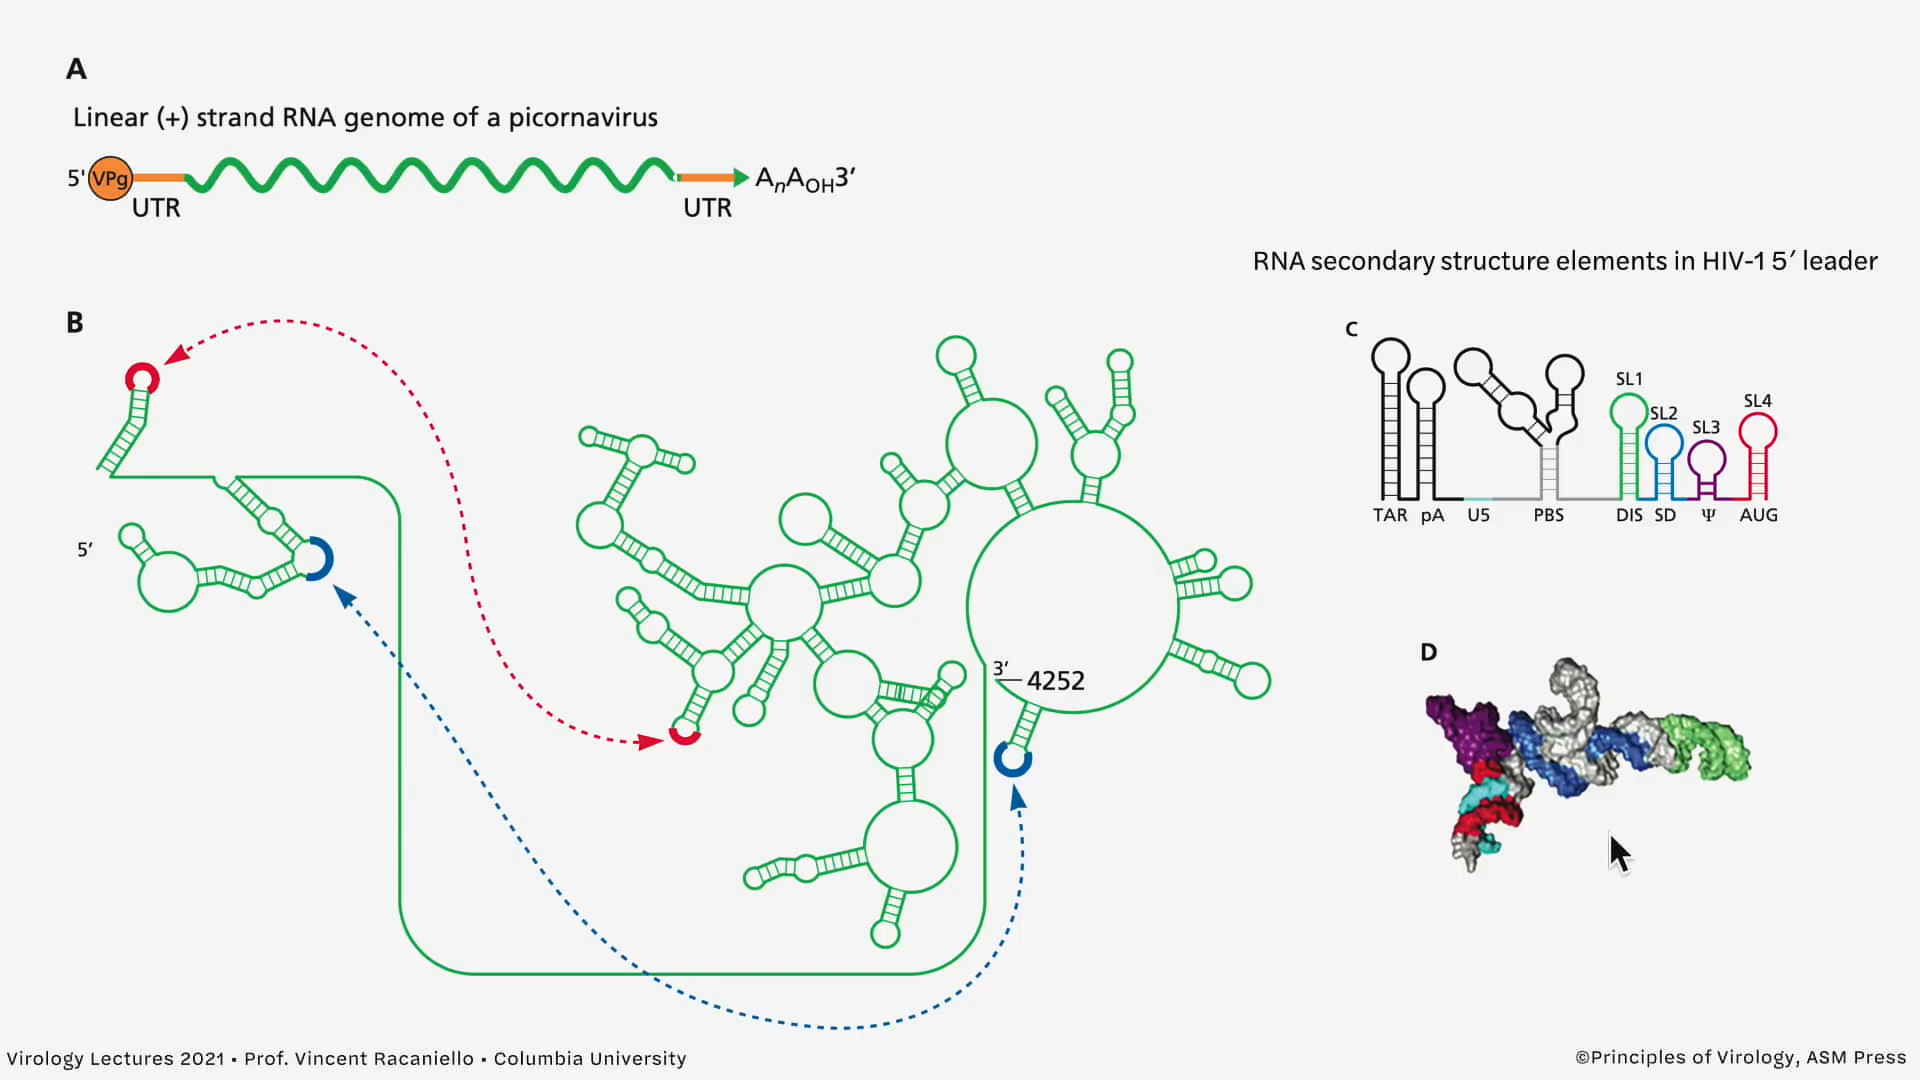 A
Linear (+) strand RNA genome of a picornavirus
5' VPg AnAOH3′
UTR UTR
RNA secondary structure elements in HIV-1 5′ leader
B
C
SL1
SL2
SL3
SL4
TAR pA U5 PBS DIS SD Ψ AUG
5′
3′
4252
D
Virology Lectures 2021 • Prof. Vincent Racaniello • Columbia University
©Principles of Virology, ASM Press